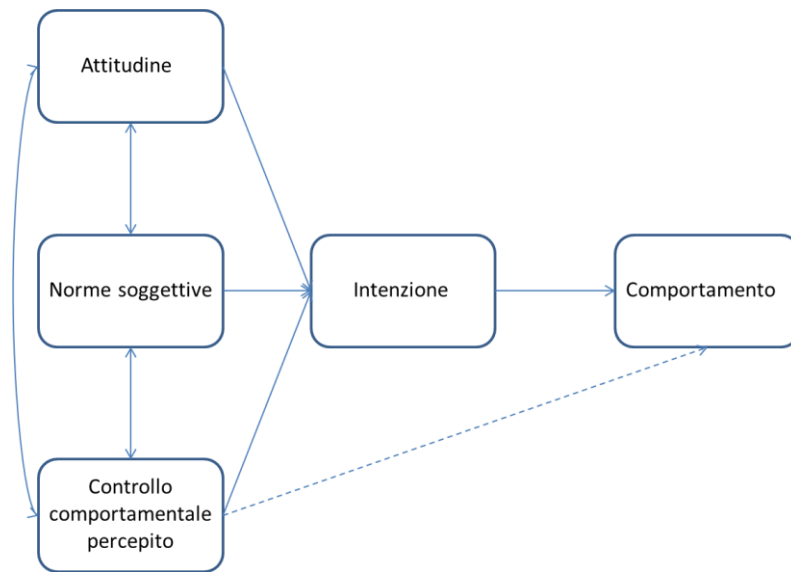 Attitudine
Norme soggettive
Intenzione
Comportamento
Controllo
comportamentale
percepito